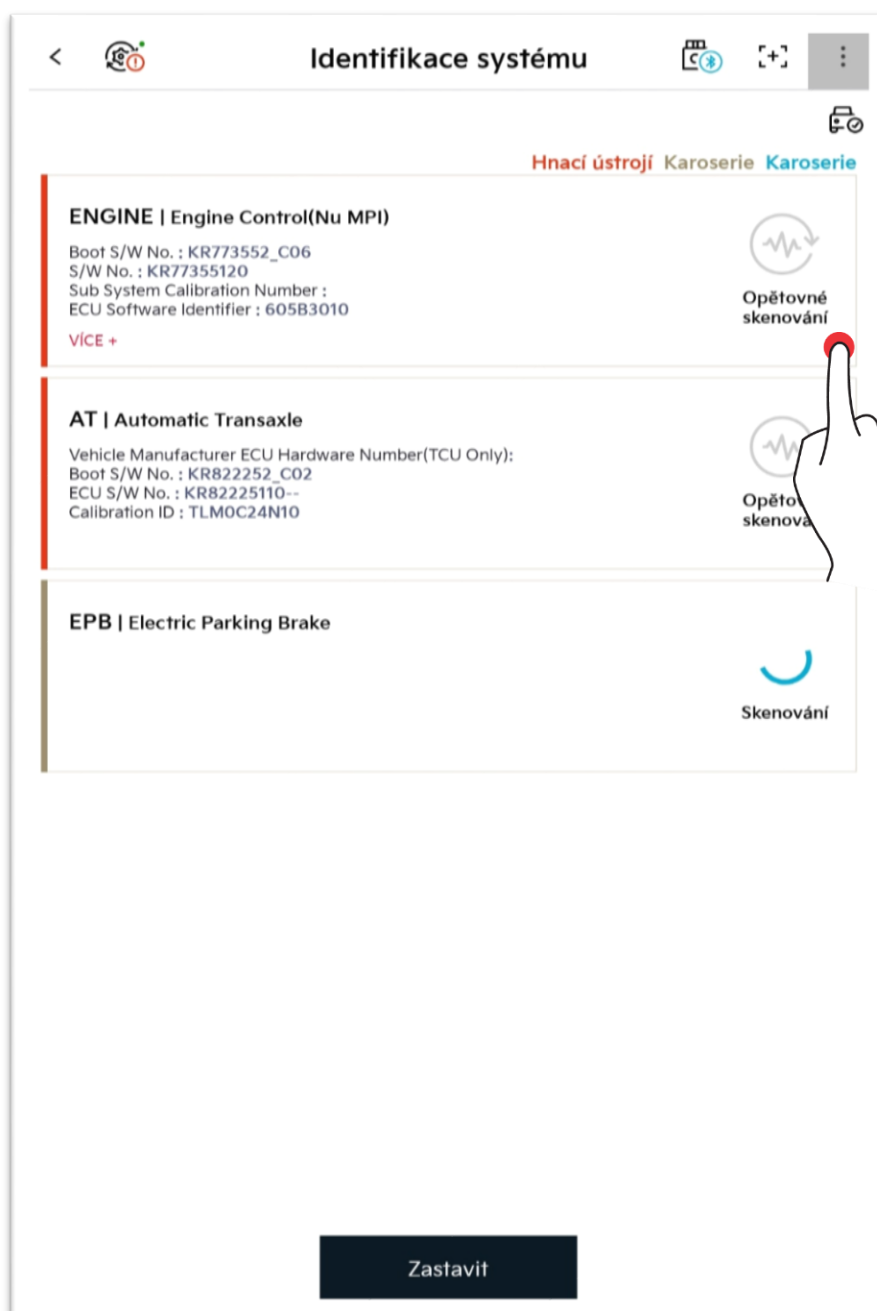 Identifikace systému
Hnací ústrojí Karoserie Karoserie
ENGINE | Engine Control(Nu MPI)
Boot S/W No. : KR773552_C06
S/W No. : KR77355120
Sub System Calibration Number :
ECU Software Identifier : 605B3010
VÍCE +
Opětovné
skenování
AT | Automatic Transaxle
Vehicle Manufacturer ECU Hardware Number(TCU Only):
Boot S/W No. : KR822252_C02
ECU S/W No. : KR82225110--
Calibration ID : TLM0C24N10
EPB | Electric Parking Brake
Skenování
Zastavit